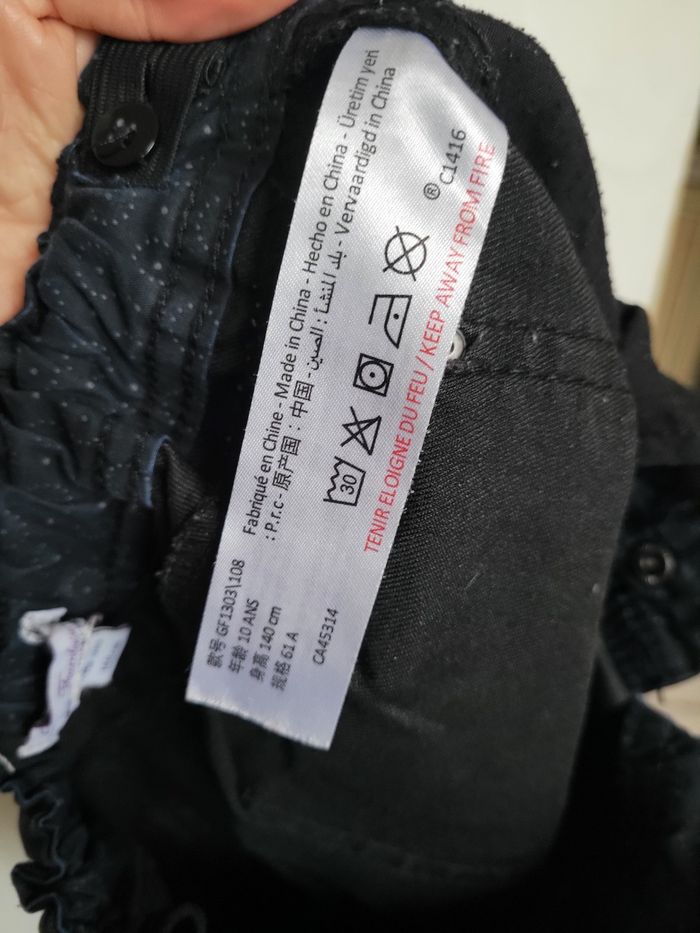 Fabriqué en Chine - Made in China - Hecho en China - Üretim yeri
: P.r.c - 原产国：中国 - بلد المنشأ : الصين - Vervaardigd in China
30
® C1416
TENIR ELOIGNE DU FEU / KEEP AWAY FROM FIRE
款号 GF1303\108
年龄 10 ANS
身高 140 cm
规格 61 A
CA45314